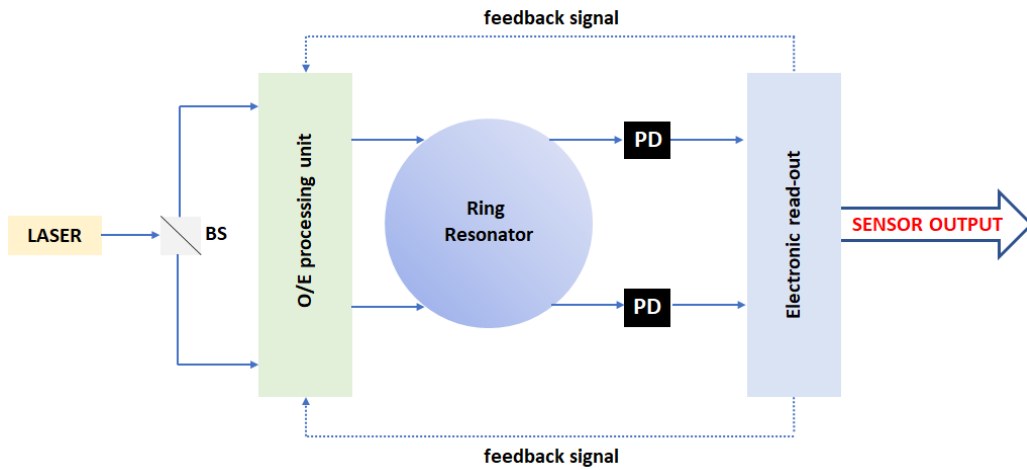 feedback signal
O/E processing unit
PD
Ring
Resonator
LASER
BS
SENSOR OUTPUT
Electronic read-out
PD
feedback signal